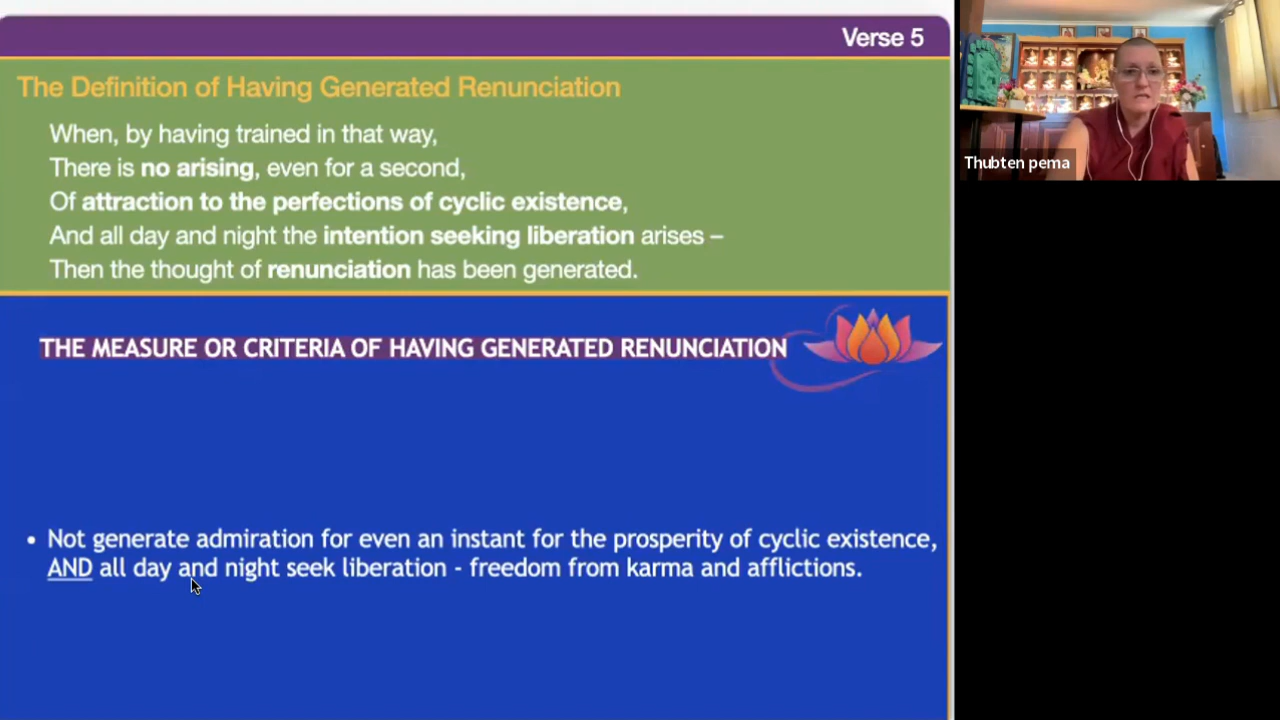 Verse 5
The Definition of Having Generated Renunciation
When, by having trained in that way,
There is no arising, even for a second,
Of attraction to the perfections of cyclic existence,
And all day and night the intention seeking liberation arises –
Then the thought of renunciation has been generated.
THE MEASURE OR CRITERIA OF HAVING GENERATED RENUNCIATION
• Not generate admiration for even an instant for the prosperity of cyclic existence,
AND all day and night seek liberation - freedom from karma and afflictions.
Thubten pema